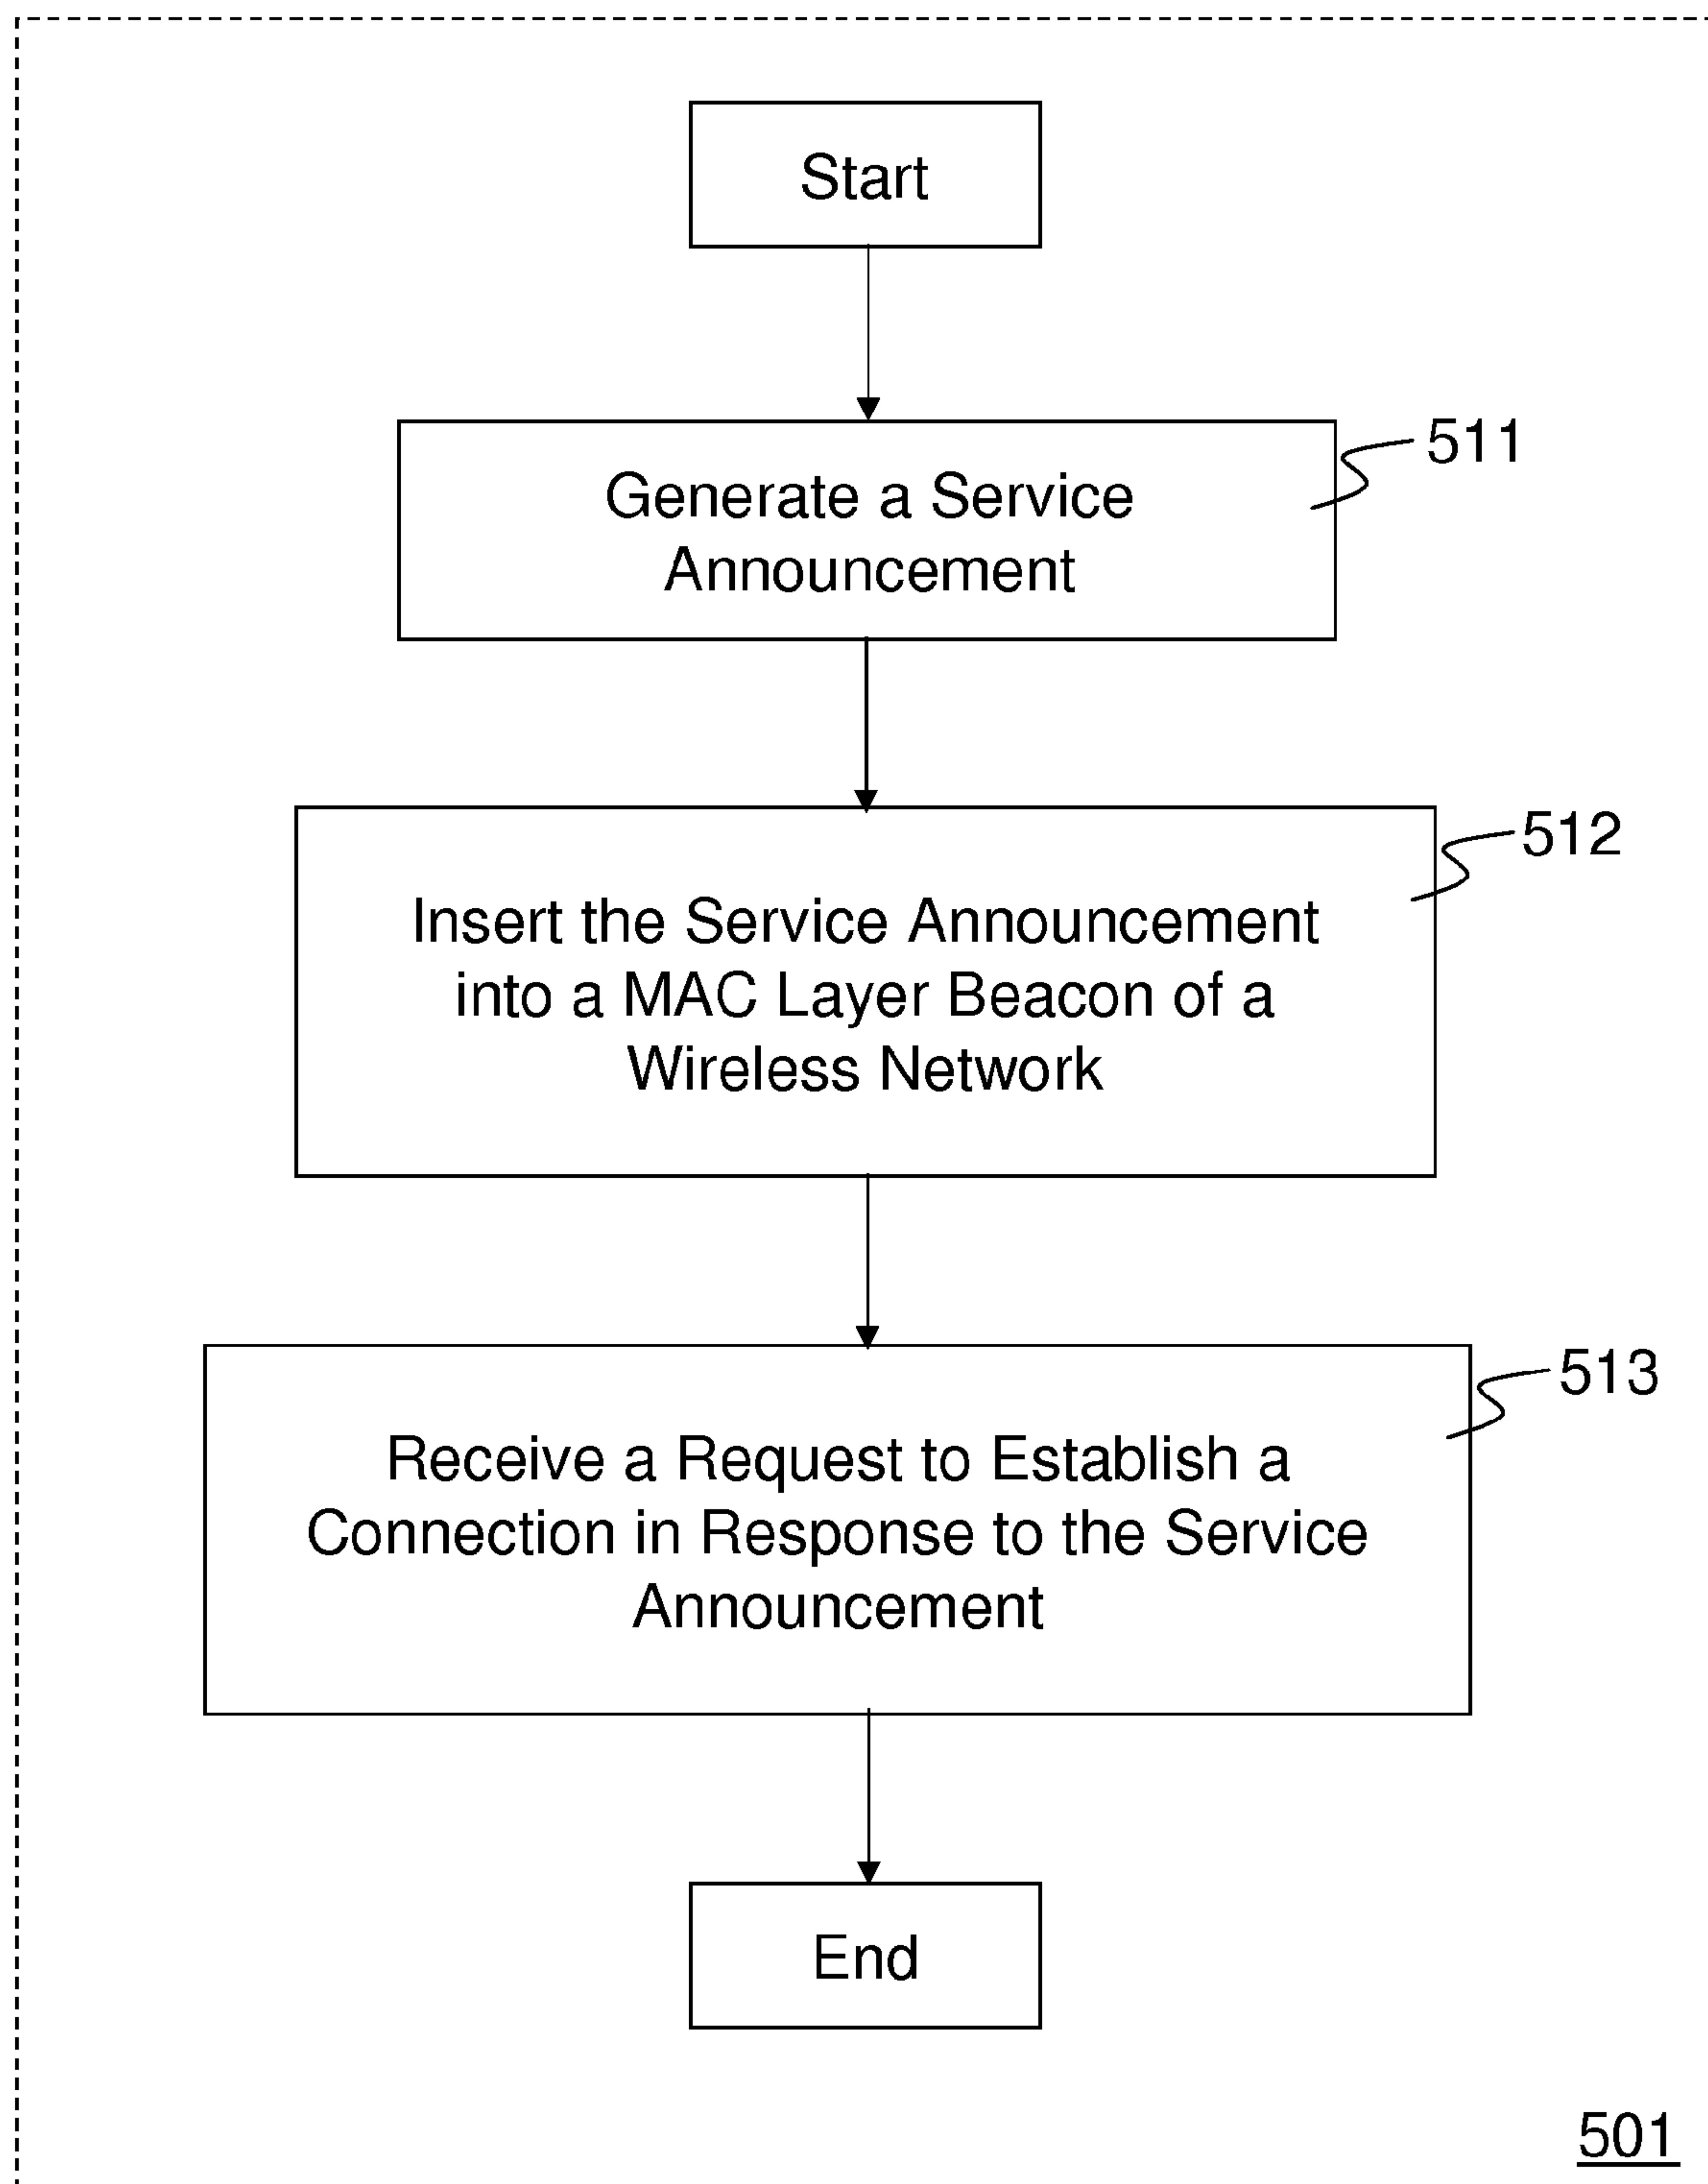 Start
511
Generate a Service
Announcement
512
Insert the Service Announcement
into a MAC Layer Beacon of a
Wireless Network
513
Receive a Request to Establish a
Connection in Response to the Service
Announcement
End
501